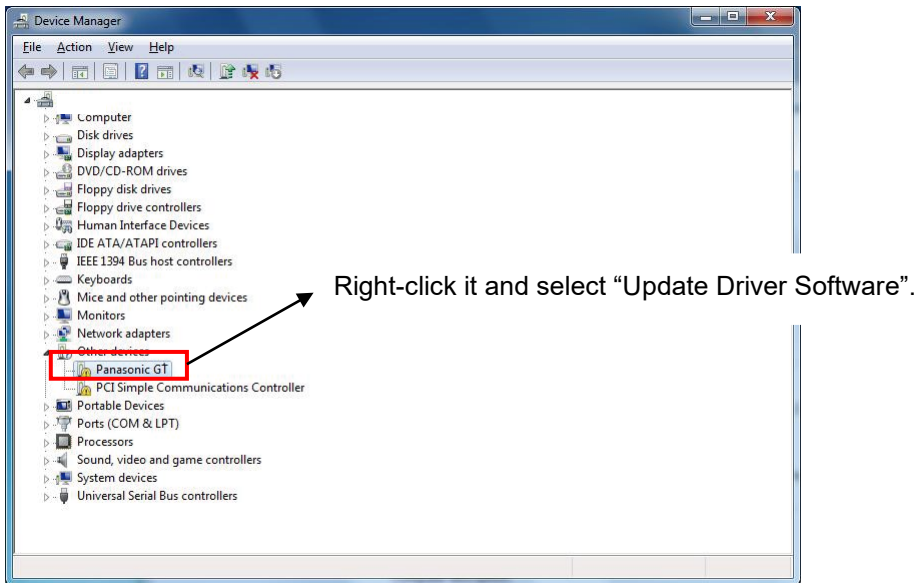 Device Manager
File Action View Help
Computer
Disk drives
Display adapters
DVD/CD-ROM drives
Floppy disk drives
Floppy drive controllers
Human Interface Devices
IDE ATA/ATAPI controllers
IEEE 1394 Bus host controllers
Keyboards
Mice and other pointing devices
Monitors
Network adapters
Other devices
Panasonic GT
PCI Simple Communications Controller
Portable Devices
Ports (COM & LPT)
Processors
Sound, video and game controllers
System devices
Universal Serial Bus controllers
Right-click it and select “Update Driver Software”.